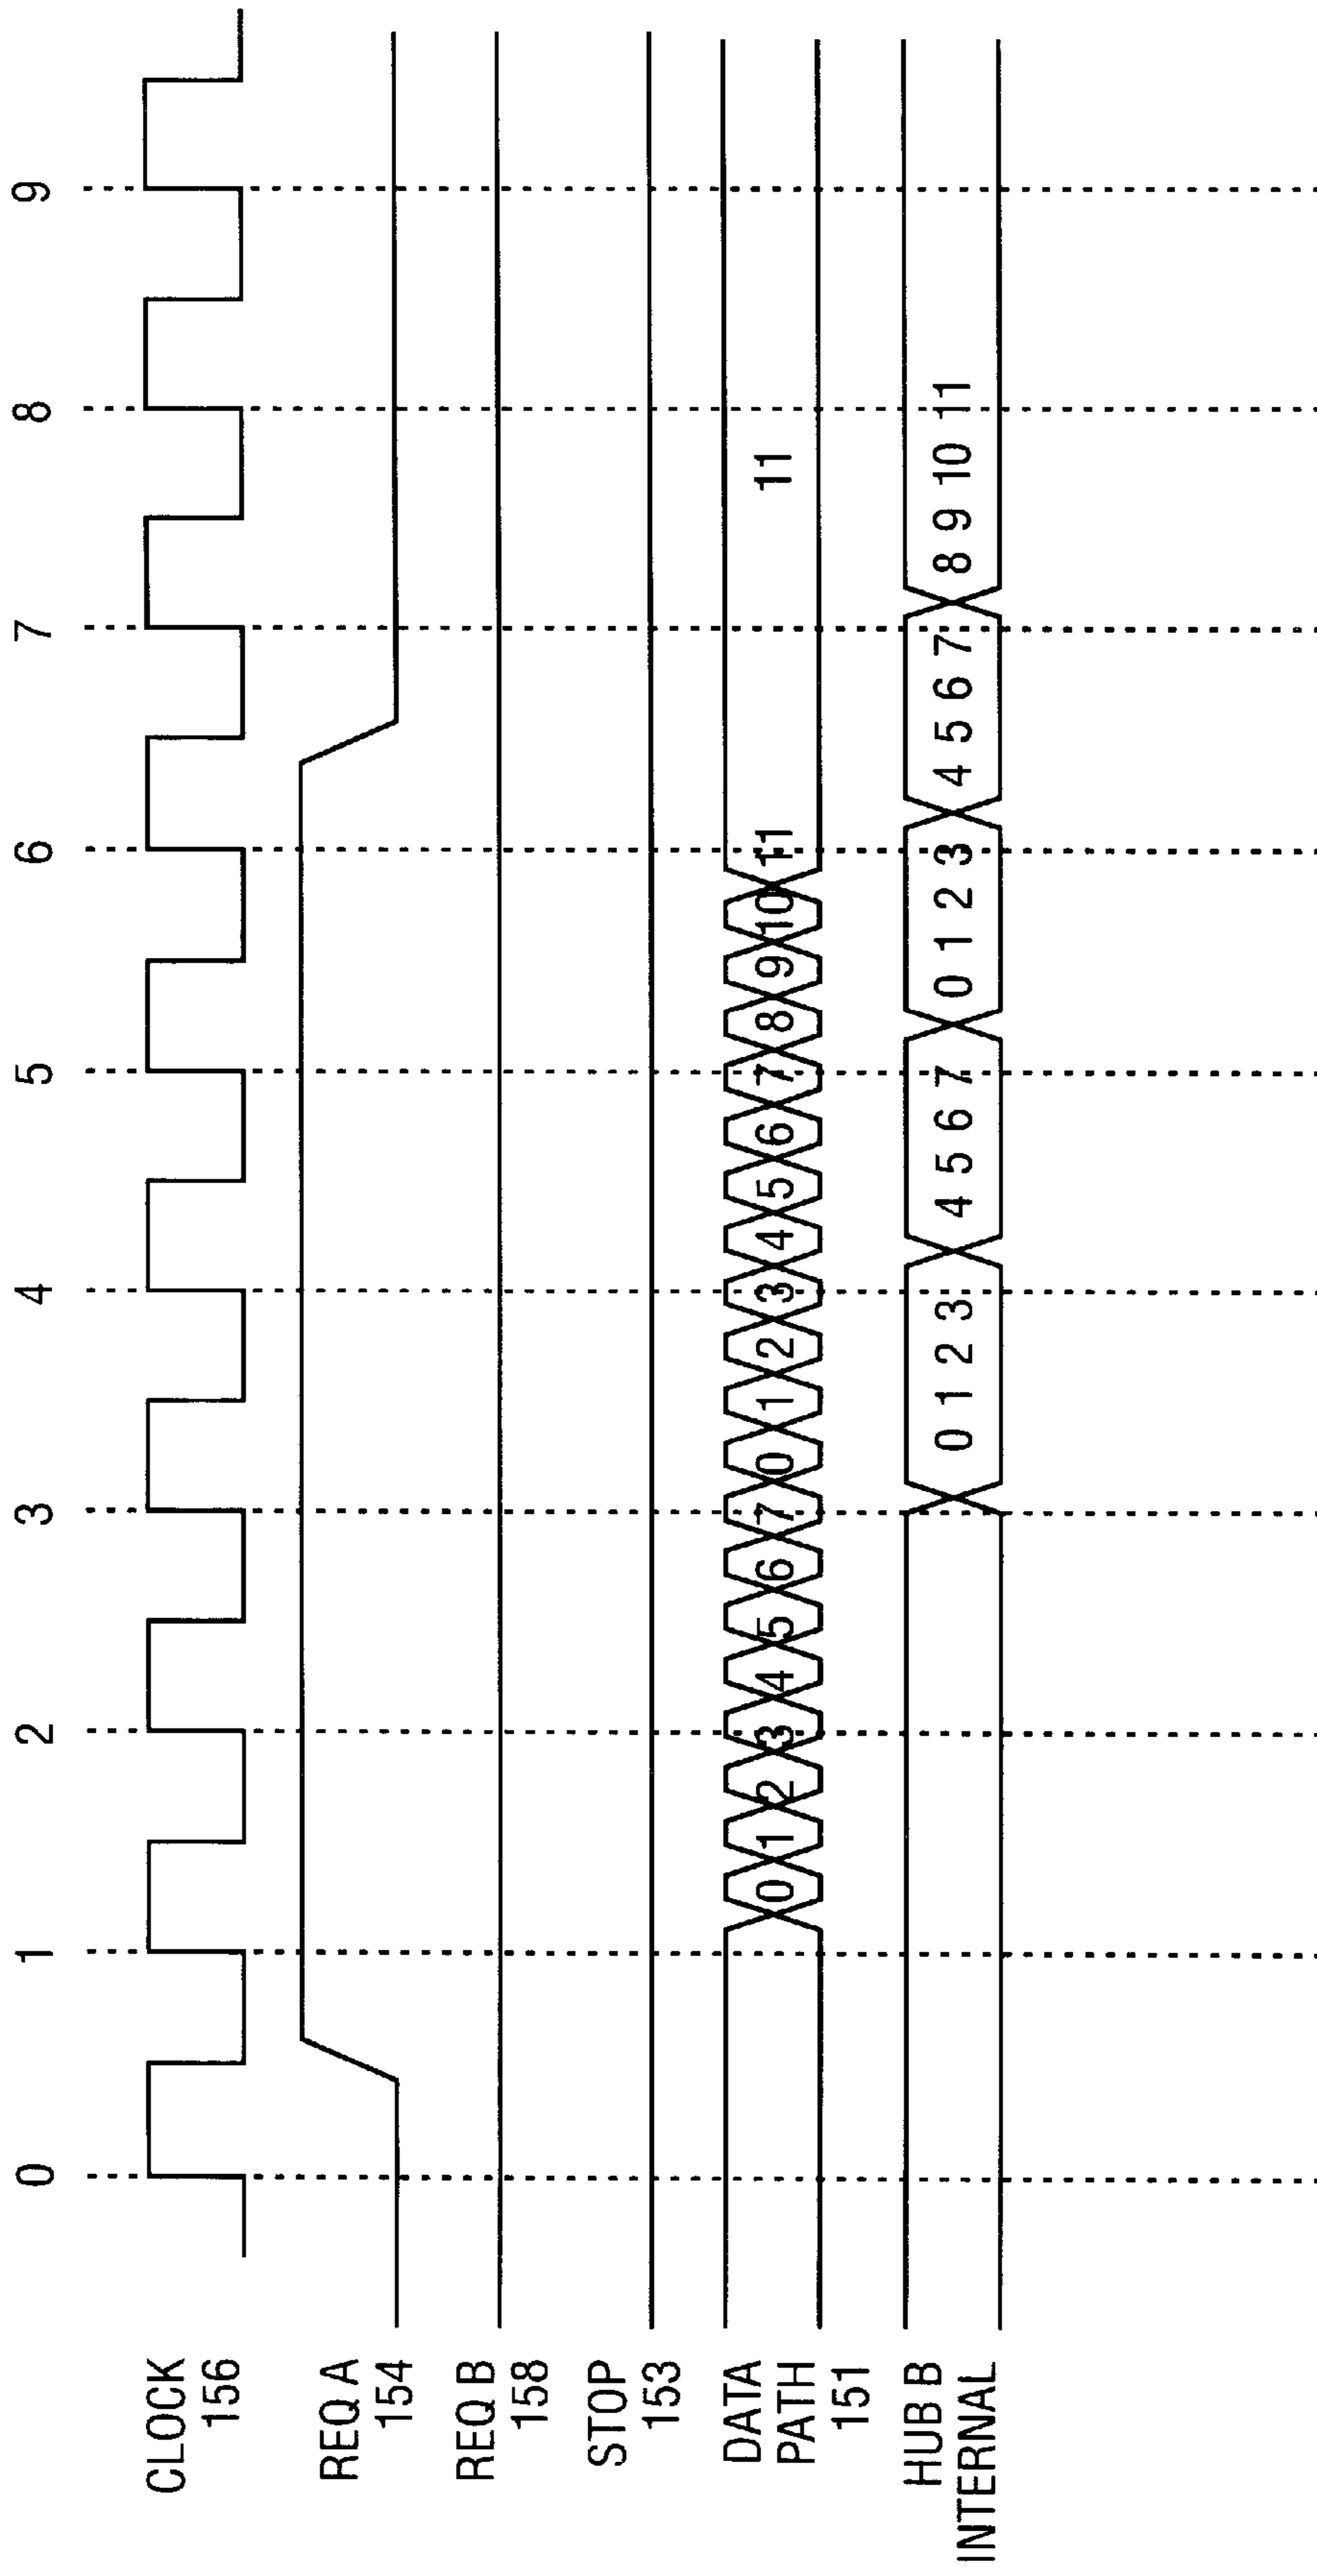 0 1 2 3 4 5 6 7 8 9
CLOCK
156
REQ A
154
REQ B
158
STOP
153
DATA
PATH
151
0 1 2 3 4 5 6 7 0 1 2 3 4 5 6 7 8 9 10 11 11
HUB B
INTERNAL
0 1 2 3 4 5 6 7 0 1 2 3 4 5 6 7 8 9 10 11